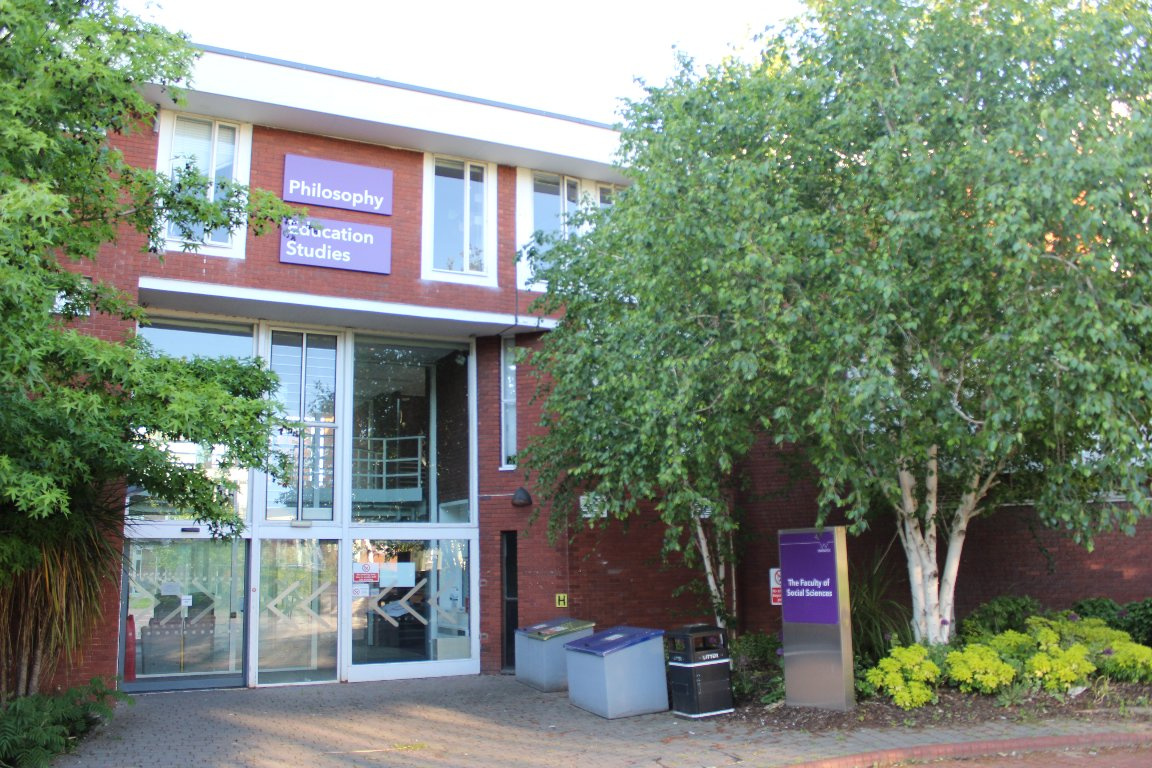 Philosophy
Education
Studies
The Faculty of
Social Sciences
LITTER
H